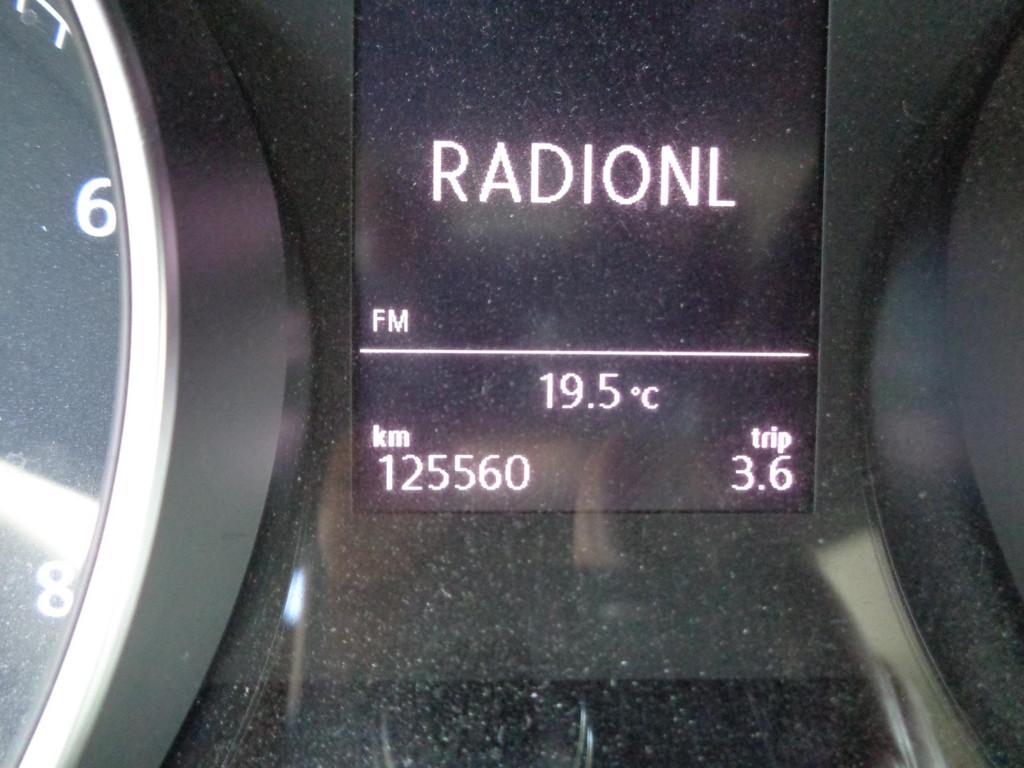 6
8
RADIONL
FM
19.5 °C
km trip
125560 3.6